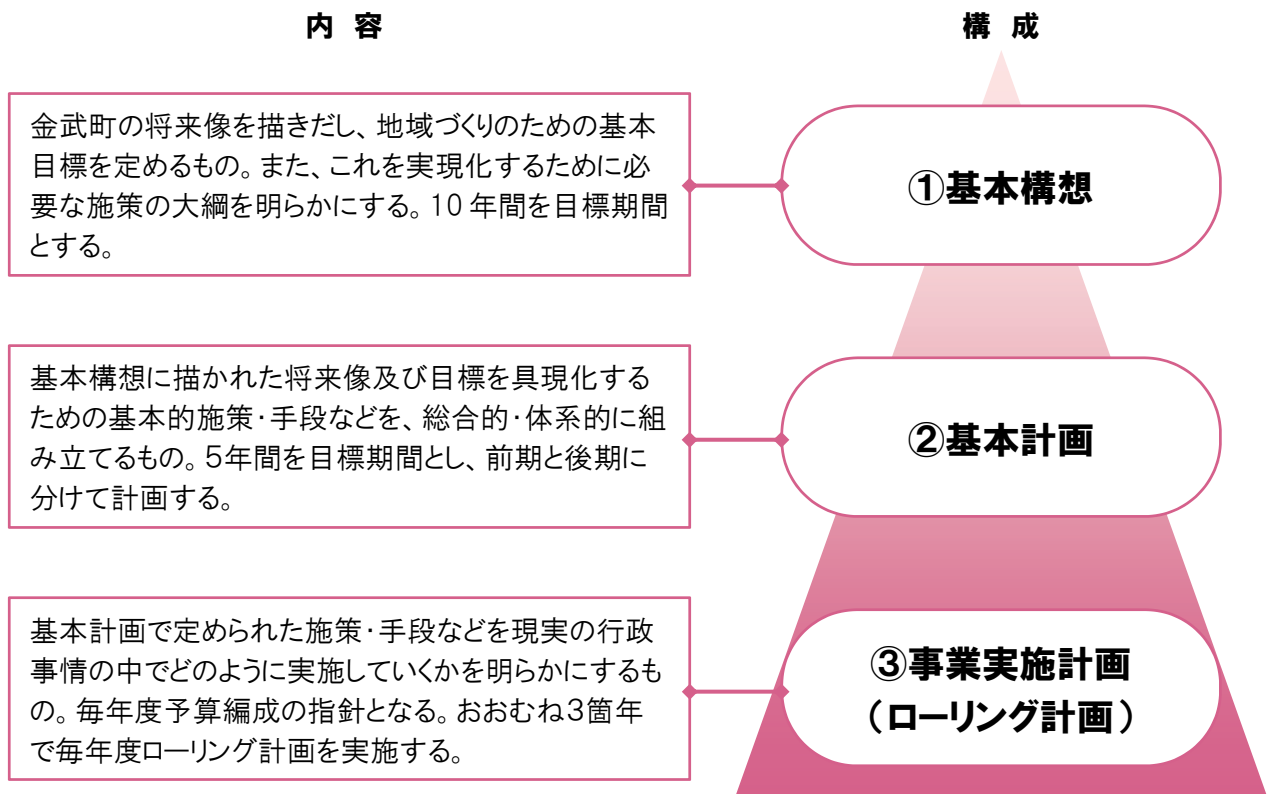 内 容
構 成
金武町の将来像を描きだし、地域づくりのための基本
目標を定めるもの。また、これを実現化するために必
要な施策の大綱を明らかにする。10 年間を目標期間
とする。
①基本構想
基本構想に描かれた将来像及び目標を具現化する
ための基本的施策・手段などを、総合的・体系的に組
み立てるもの。5年間を目標期間とし、前期と後期に
分けて計画する。
②基本計画
基本計画で定められた施策・手段などを現実の行政
事情の中でどのように実施していくかを明らかにするも
の。毎年度予算編成の指針となる。おおむね3箇年
で毎年度ローリング計画を実施する。
③事業実施計画
(ローリング計画)